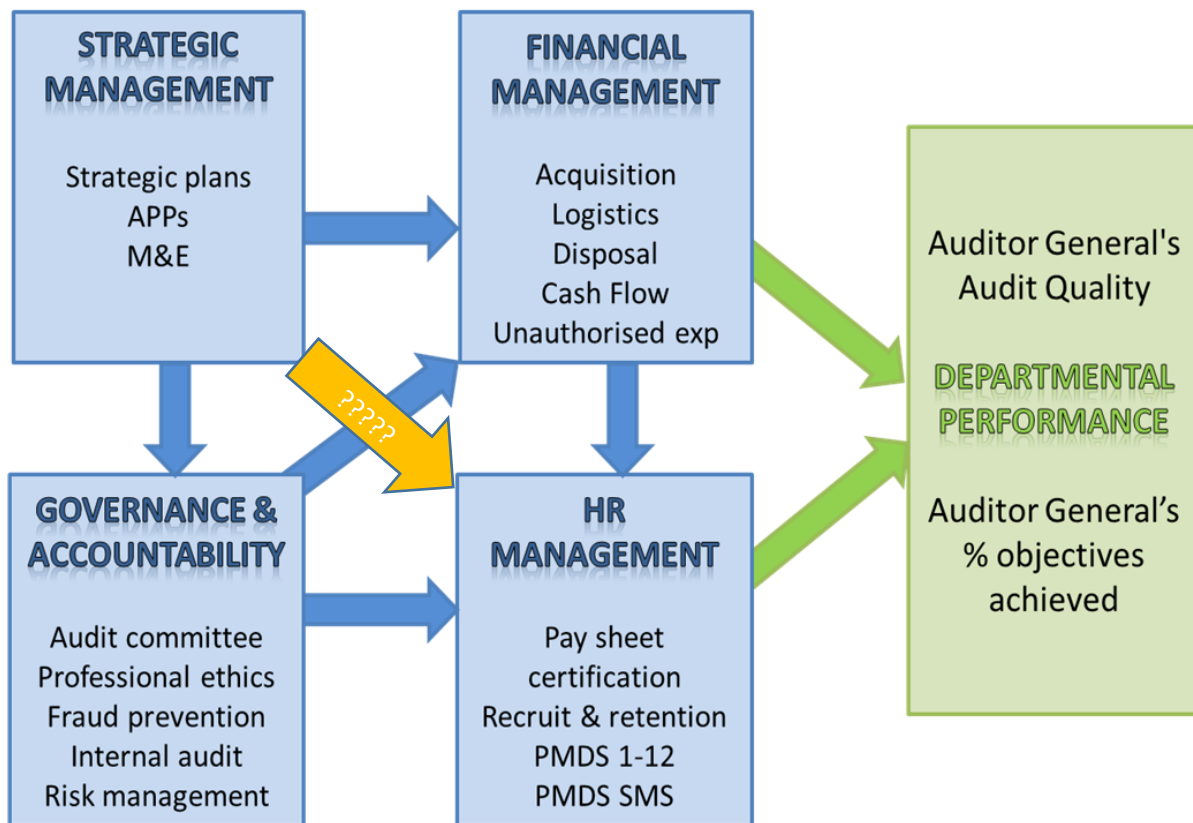 STRATEGIC
MANAGEMENT
Strategic plans
APPs
M&E
FINANCIAL
MANAGEMENT
Acquisition
Logistics
Disposal
Cash Flow
Unauthorised exp
?????
GOVERNANCE &
ACCOUNTABILITY
Audit committee
Professional ethics
Fraud prevention
Internal audit
Risk management
HR
MANAGEMENT
Pay sheet
certification
Recruit & retention
PMDS 1-12
PMDS SMS
Auditor General's
Audit Quality
DEPARTMENTAL
PERFORMANCE
Auditor General’s
% objectives
achieved